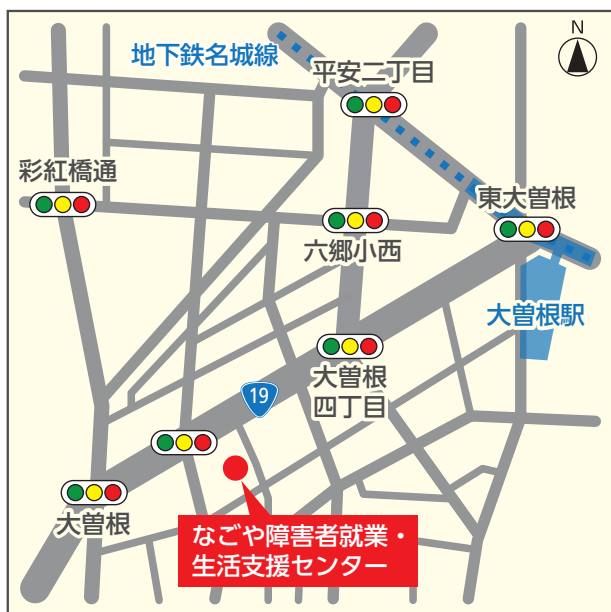 N
地下鉄名城線
平安二丁目
彩紅橋通
東大曽根
六郷小西
大曽根駅
大曽根
四丁目
19
大曽根
なごや障害者就業・
生活支援センター